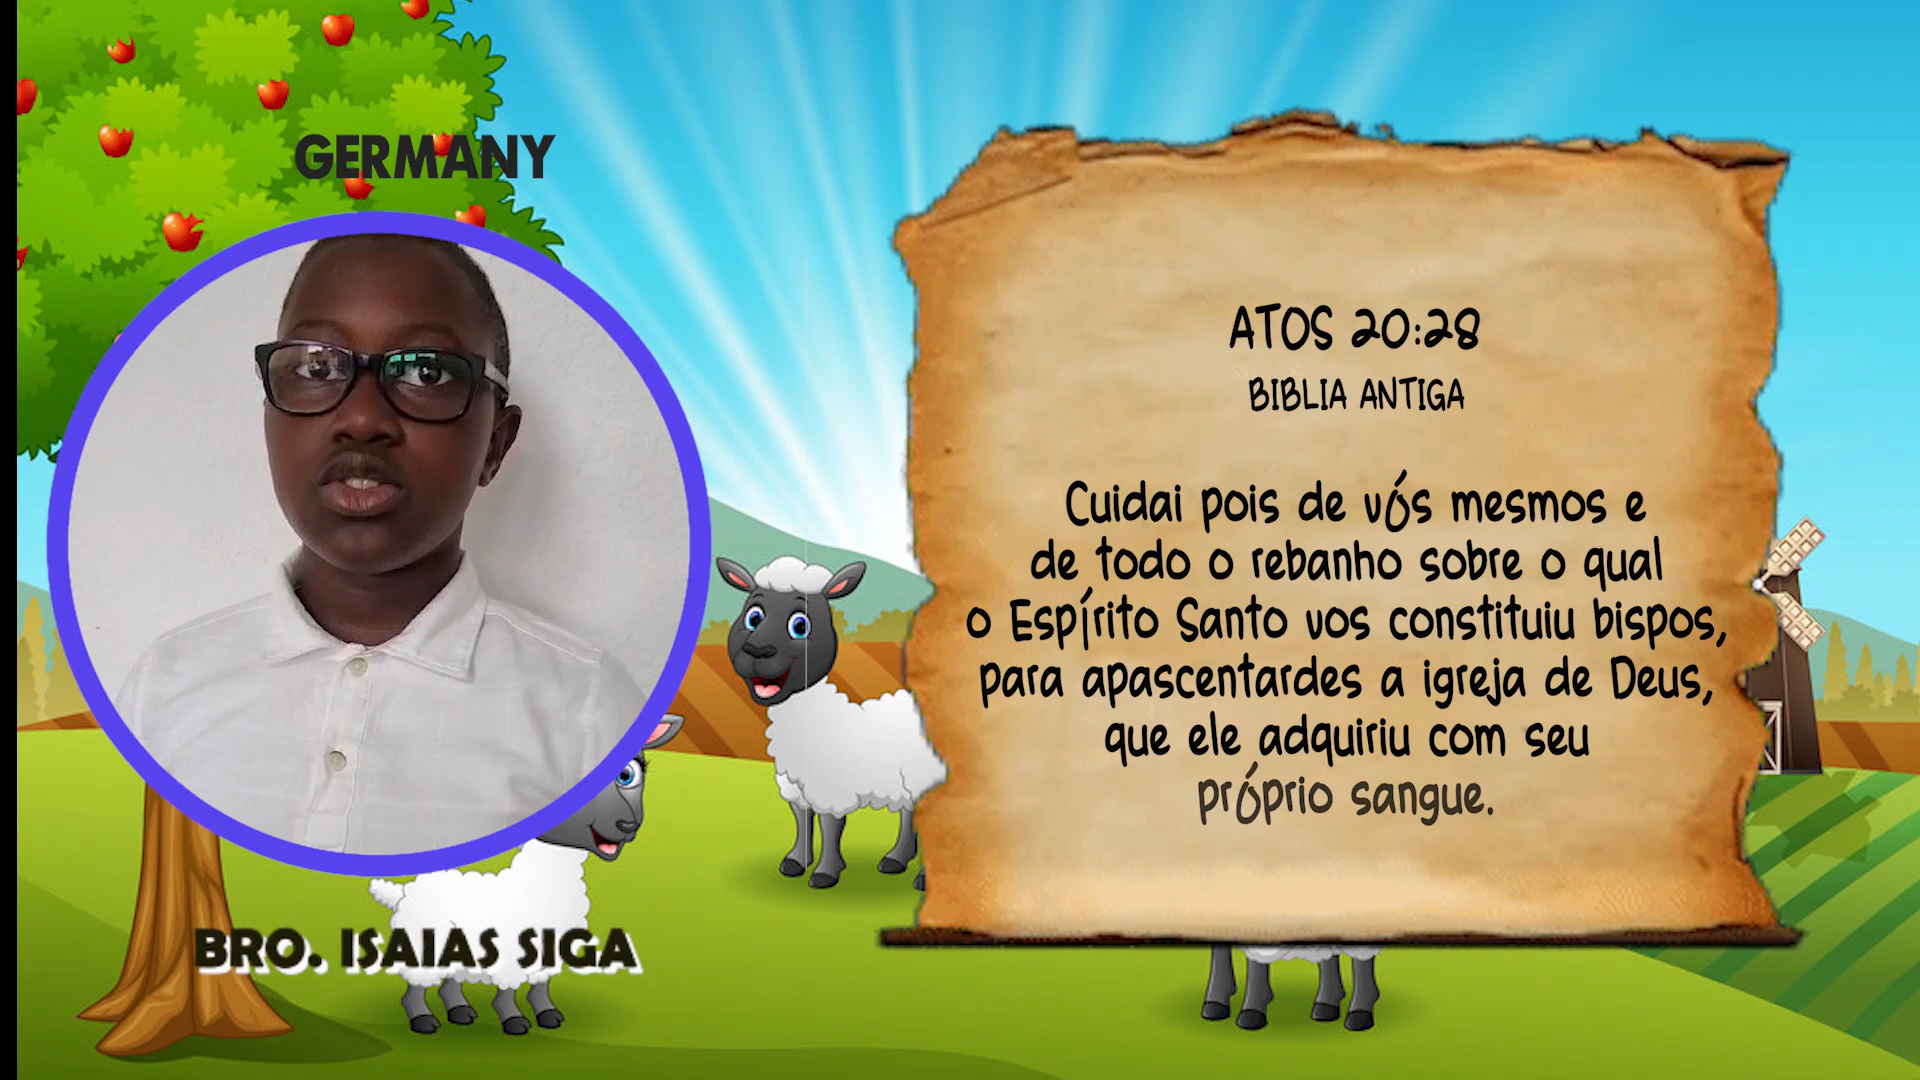 GERMANY
BRO. ISAIAS SIGA
ATOS 20:28
BIBLIA ANTIGA
Cuidai pois de vós mesmos e
de todo o rebanho sobre o qual
o Espírito Santo vos constituiu bispos,
para apascentardes a igreja de Deus,
que ele adquiriu com seu
próprio sangue.